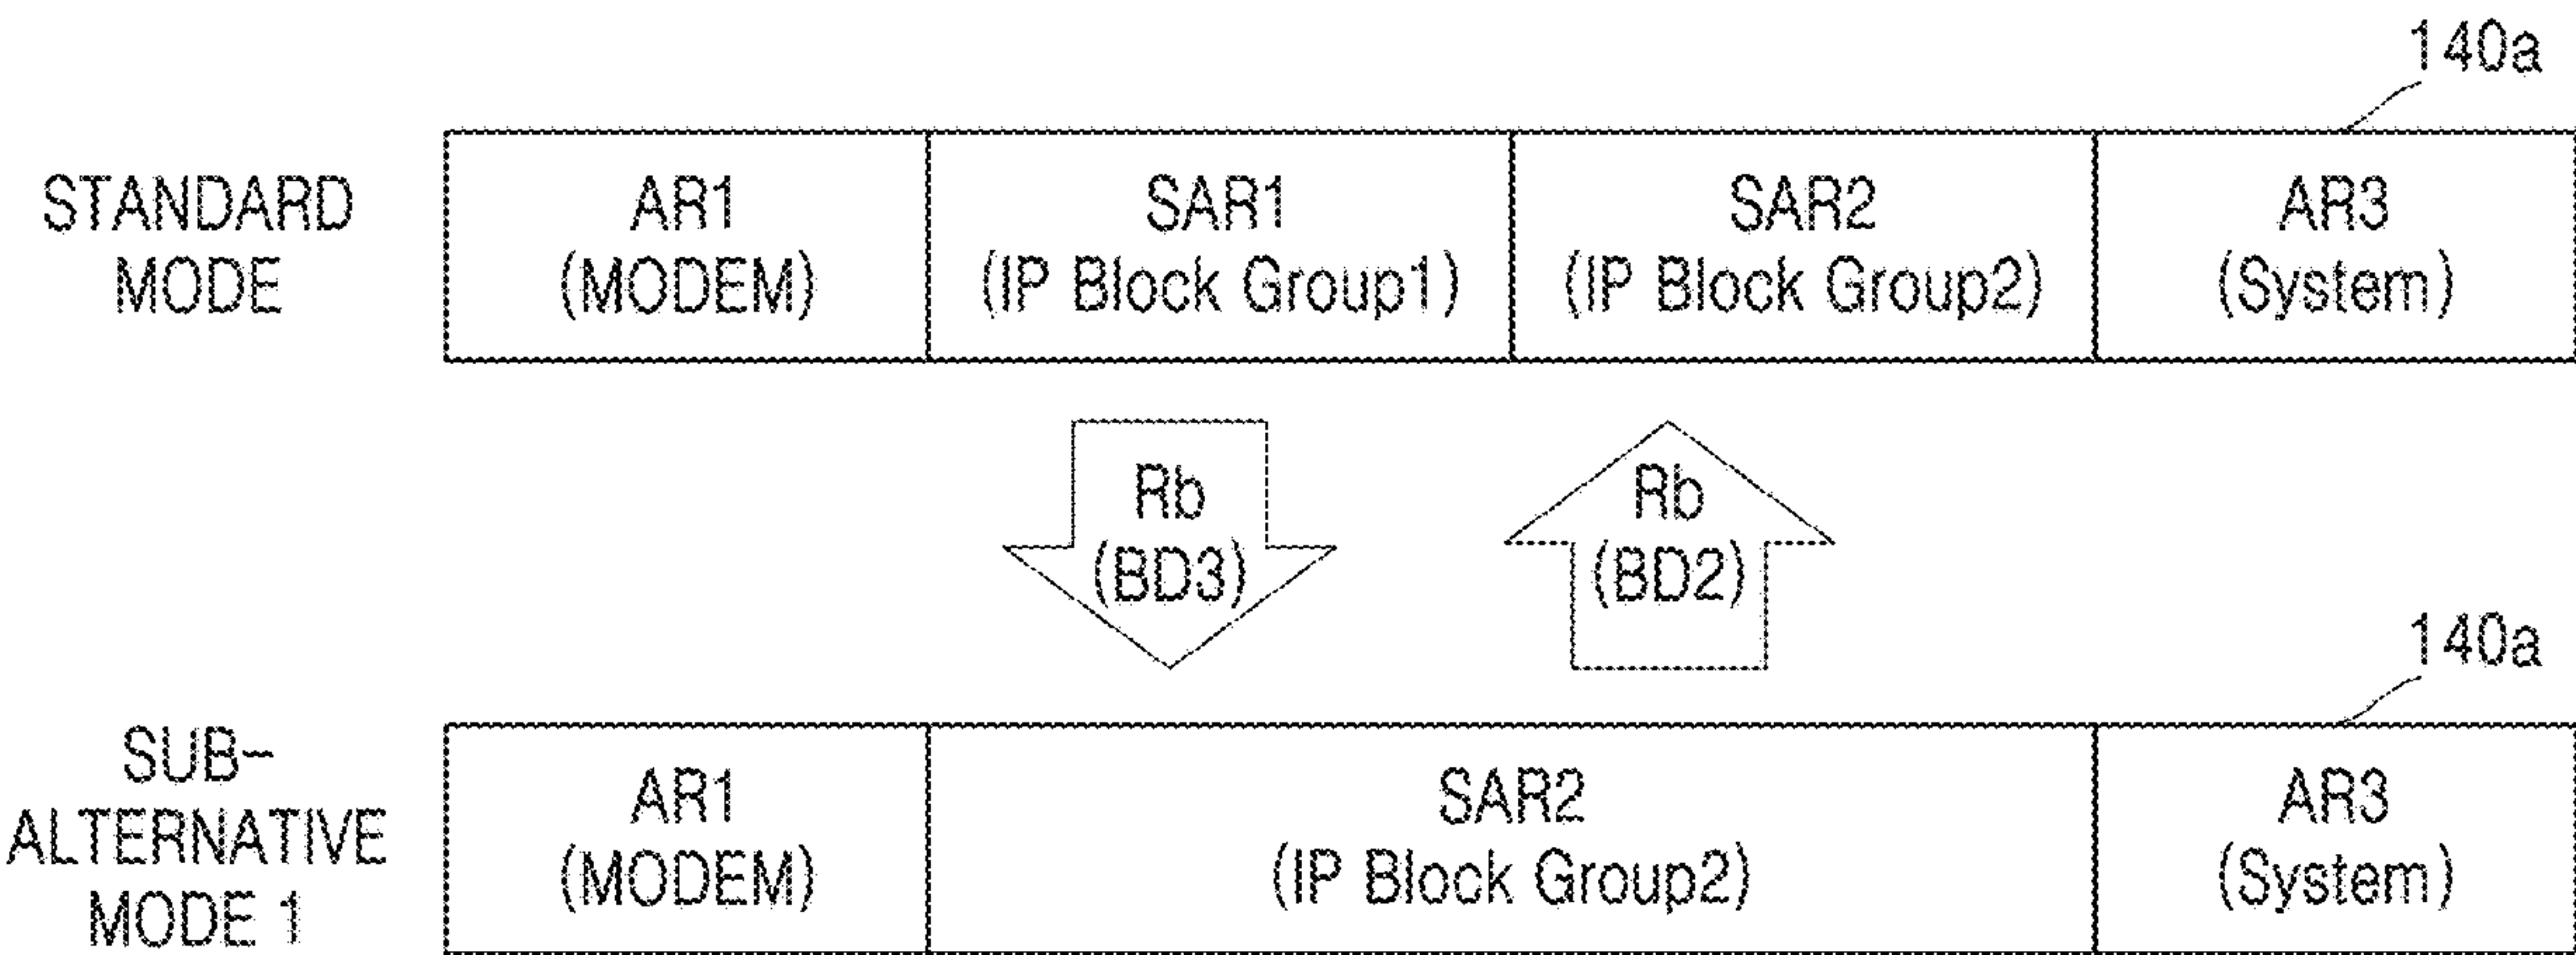 140a
STANDARD
MODE
AR1
(MODEM)
SAR1
(IP Block Group1)
SAR2
(IP Block Group2)
AR3
(System)
Rb
(BD3)
Rb
(BD2)
140a
SUB-
ALTERNATIVE
MODE 1
AR1
(MODEM)
SAR2
(IP Block Group2)
AR3
(System)